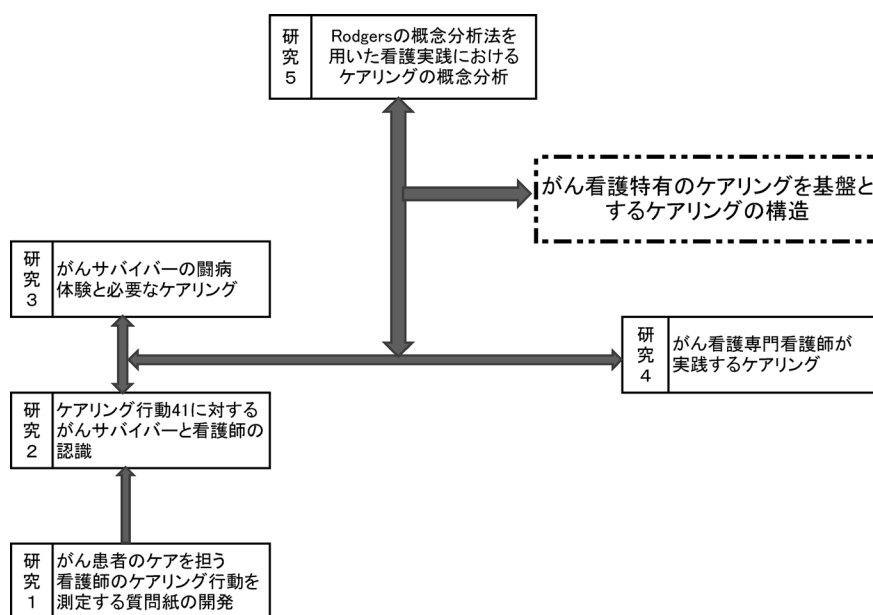 研究5
Rodgersの概念分析法を
用いた看護実践における
ケアリングの概念分析
がん看護特有のケアリングを基盤と
するケアリングの構造
研究3
がんサバイバーの闘病
体験と必要なケアリング
研究4
がん看護専門看護師が
実践するケアリング
研究2
ケアリング行動41に対する
がんサバイバーと看護師の
認識
研究1
がん患者のケアを担う
看護師のケアリング行動を
測定する質問紙の開発